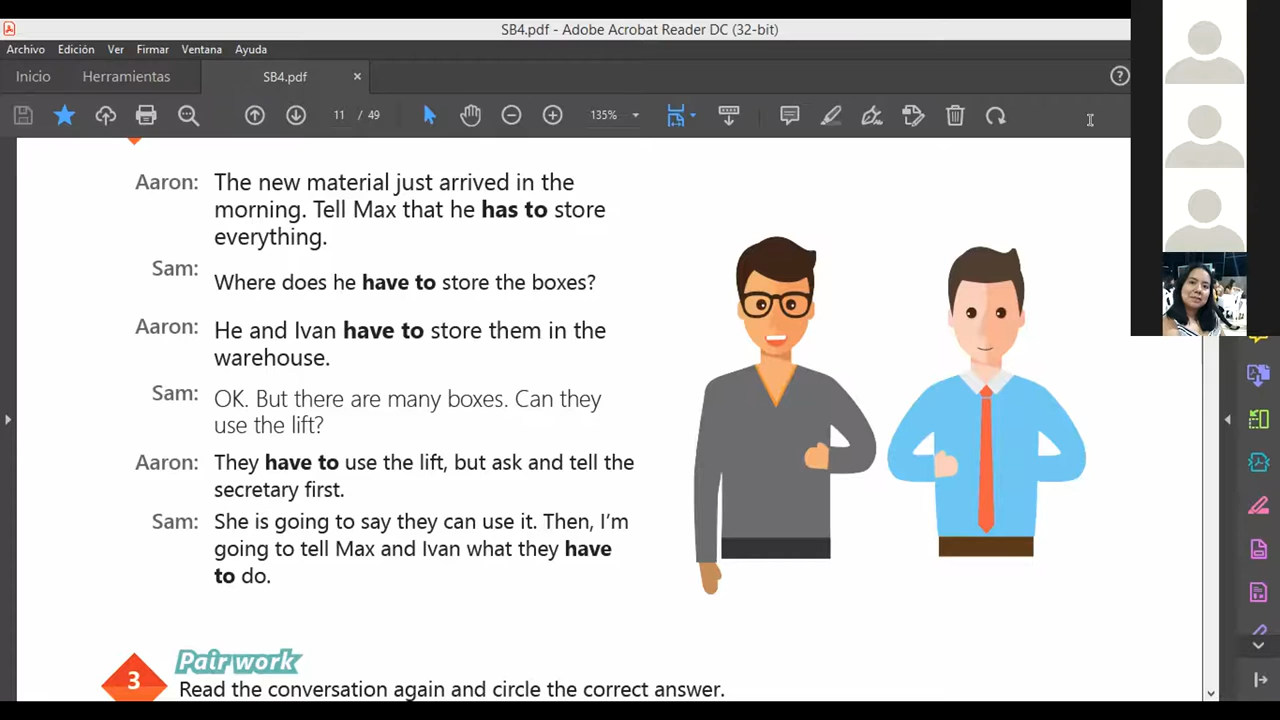 SB4.pdf - Adobe Acrobat Reader DC (32-bit)
Archivo Edición Ver Firmar Ventana Ayuda
Inicio Herramientas SB4.pdf ×
11 / 49 135%
Aaron: The new material just arrived in the
morning. Tell Max that he has to store
everything.
Sam: Where does he have to store the boxes?
Aaron: He and Ivan have to store them in the
warehouse.
Sam: OK. But there are many boxes. Can they
use the lift?
Aaron: They have to use the lift, but ask and tell the
secretary first.
Sam: She is going to say they can use it. Then, I'm
going to tell Max and Ivan what they have
to do.
Pair work
3 Read the conversation again and circle the correct answer.